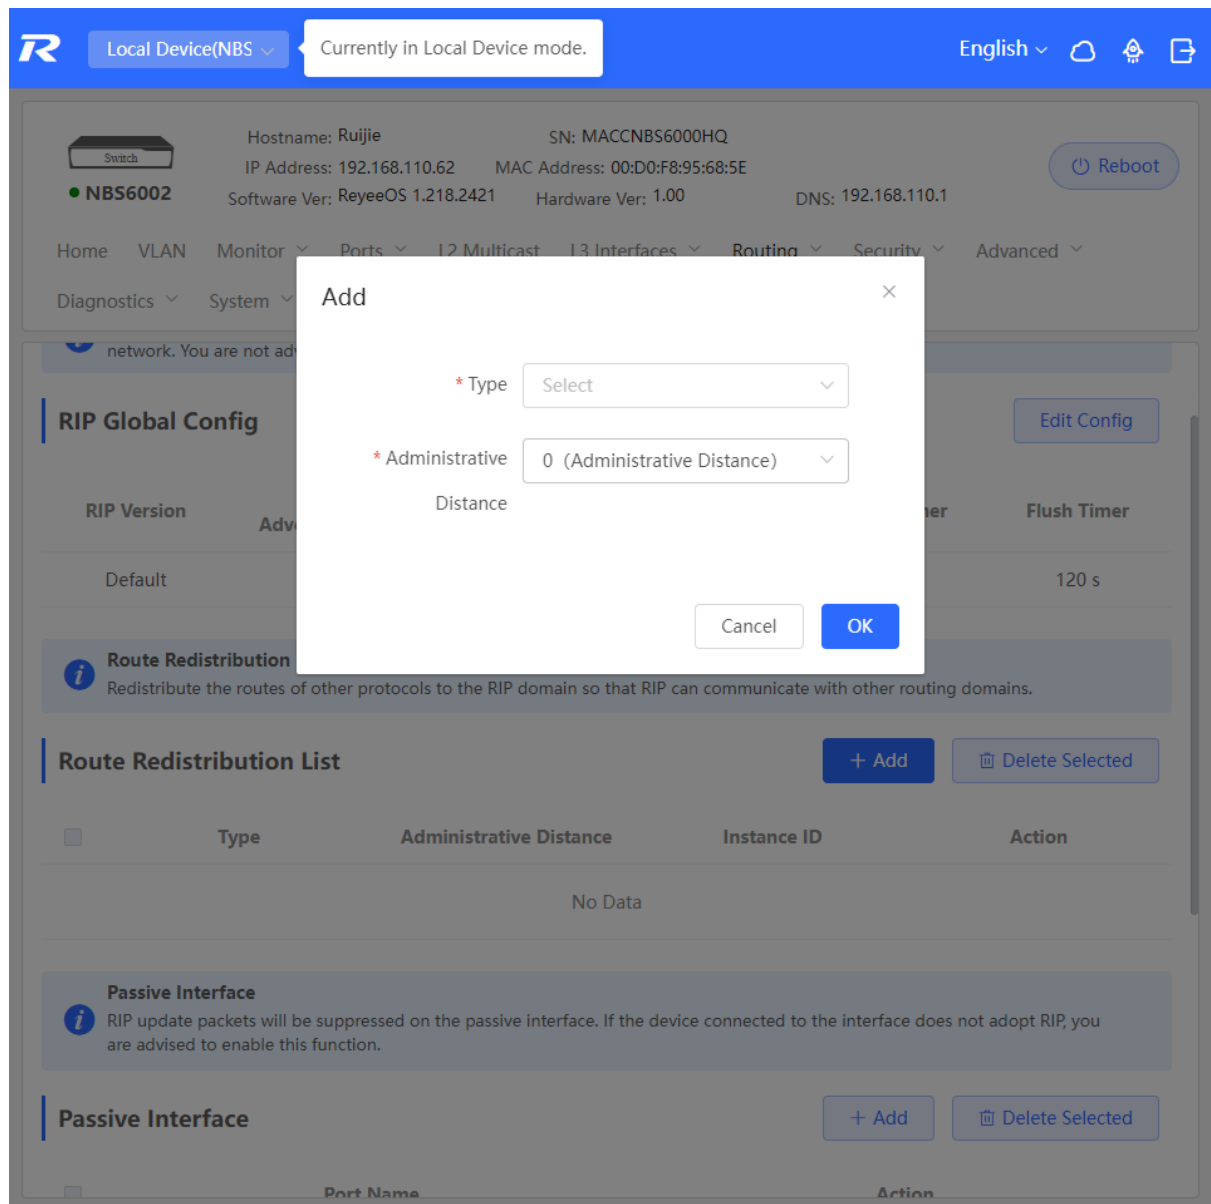 Local Device(NBS
Currently in Local Device mode.
English
Switch
NBS6002
Hostname: Ruijie
SN: MACCNBS6000HQ
IP Address: 192.168.110.62
MAC Address: 00:D0:F8:95:68:5E
Software Ver: ReyeeOS 1.218.2421
Hardware Ver: 1.00
DNS: 192.168.110.1
Reboot
Home VLAN Monitor Ports L2 Multicast L3 Interfaces Routing Security Advanced
Diagnostics System
Add
* Type Select
* Administrative Distance 0 (Administrative Distance)
Cancel OK
network. You are not
RIP Global Config
Edit Config
RIP Version
Flush Timer
Default
120 s
Route Redistribution
Redistribute the routes of other protocols to the RIP domain so that RIP can communicate with other routing domains.
Route Redistribution List
+ Add Delete Selected
Type Administrative Distance Instance ID Action
No Data
Passive Interface
RIP update packets will be suppressed on the passive interface. If the device connected to the interface does not adopt RIP, you
are advised to enable this function.
Passive Interface
+ Add Delete Selected
Port Name Action